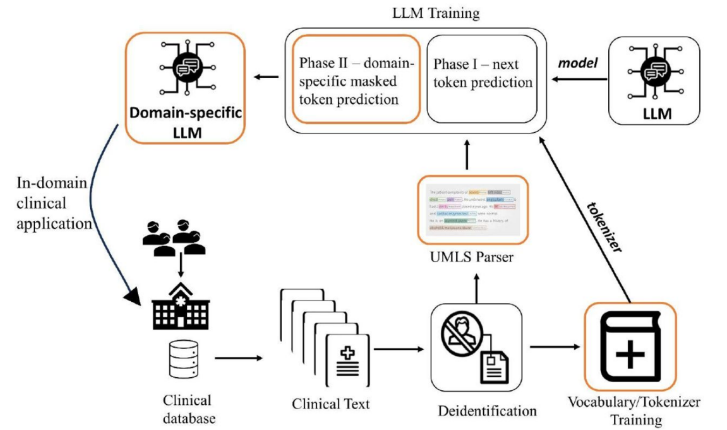 LLM Training
Phase II – domain-
specific masked
token prediction
Phase I – next
token prediction
model
LLM
Domain-specific
LLM
In-domain
clinical
application
UMLS Parser
tokenizer
Clinical
database
Clinical Text
Deidentification
Vocabulary/Tokenizer
Training